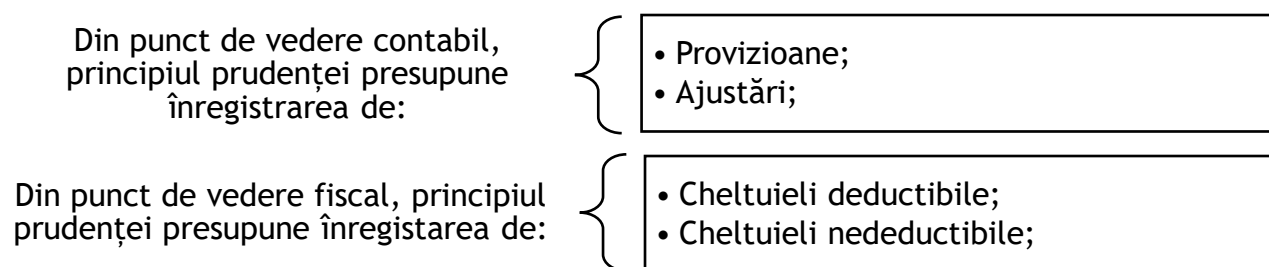 Din punct de vedere contabil,
principiul prudenței presupune
înregistrarea de:
• Provizioane;
• Ajustări;
Din punct de vedere fiscal, principiul
prudenței presupune înregistarea de:
• Cheltuieli deductibile;
• Cheltuieli nedeductibile;